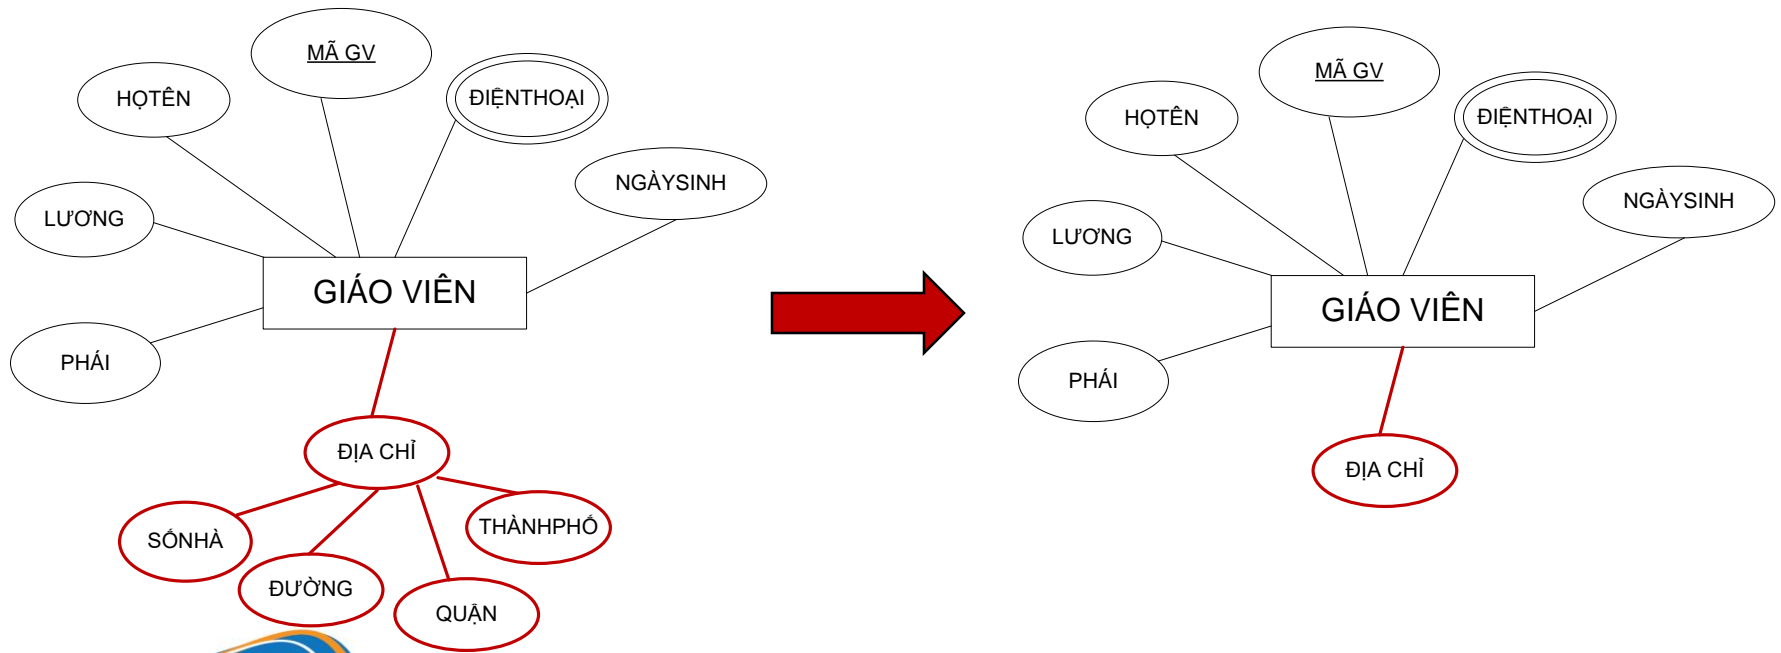 MÃ GV
HỌTÊN
ĐIỆNTHOẠI
NGÀYSINH
LƯƠNG
GIÁO VIÊN
PHÁI
ĐỊA CHỈ
SỐNHÀ
THÀNHPHỐ
ĐƯỜNG
QUẬN
MÃ GV
HỌTÊN
ĐIỆNTHOẠI
NGÀYSINH
LƯƠNG
GIÁO VIÊN
PHÁI
ĐỊA CHỈ